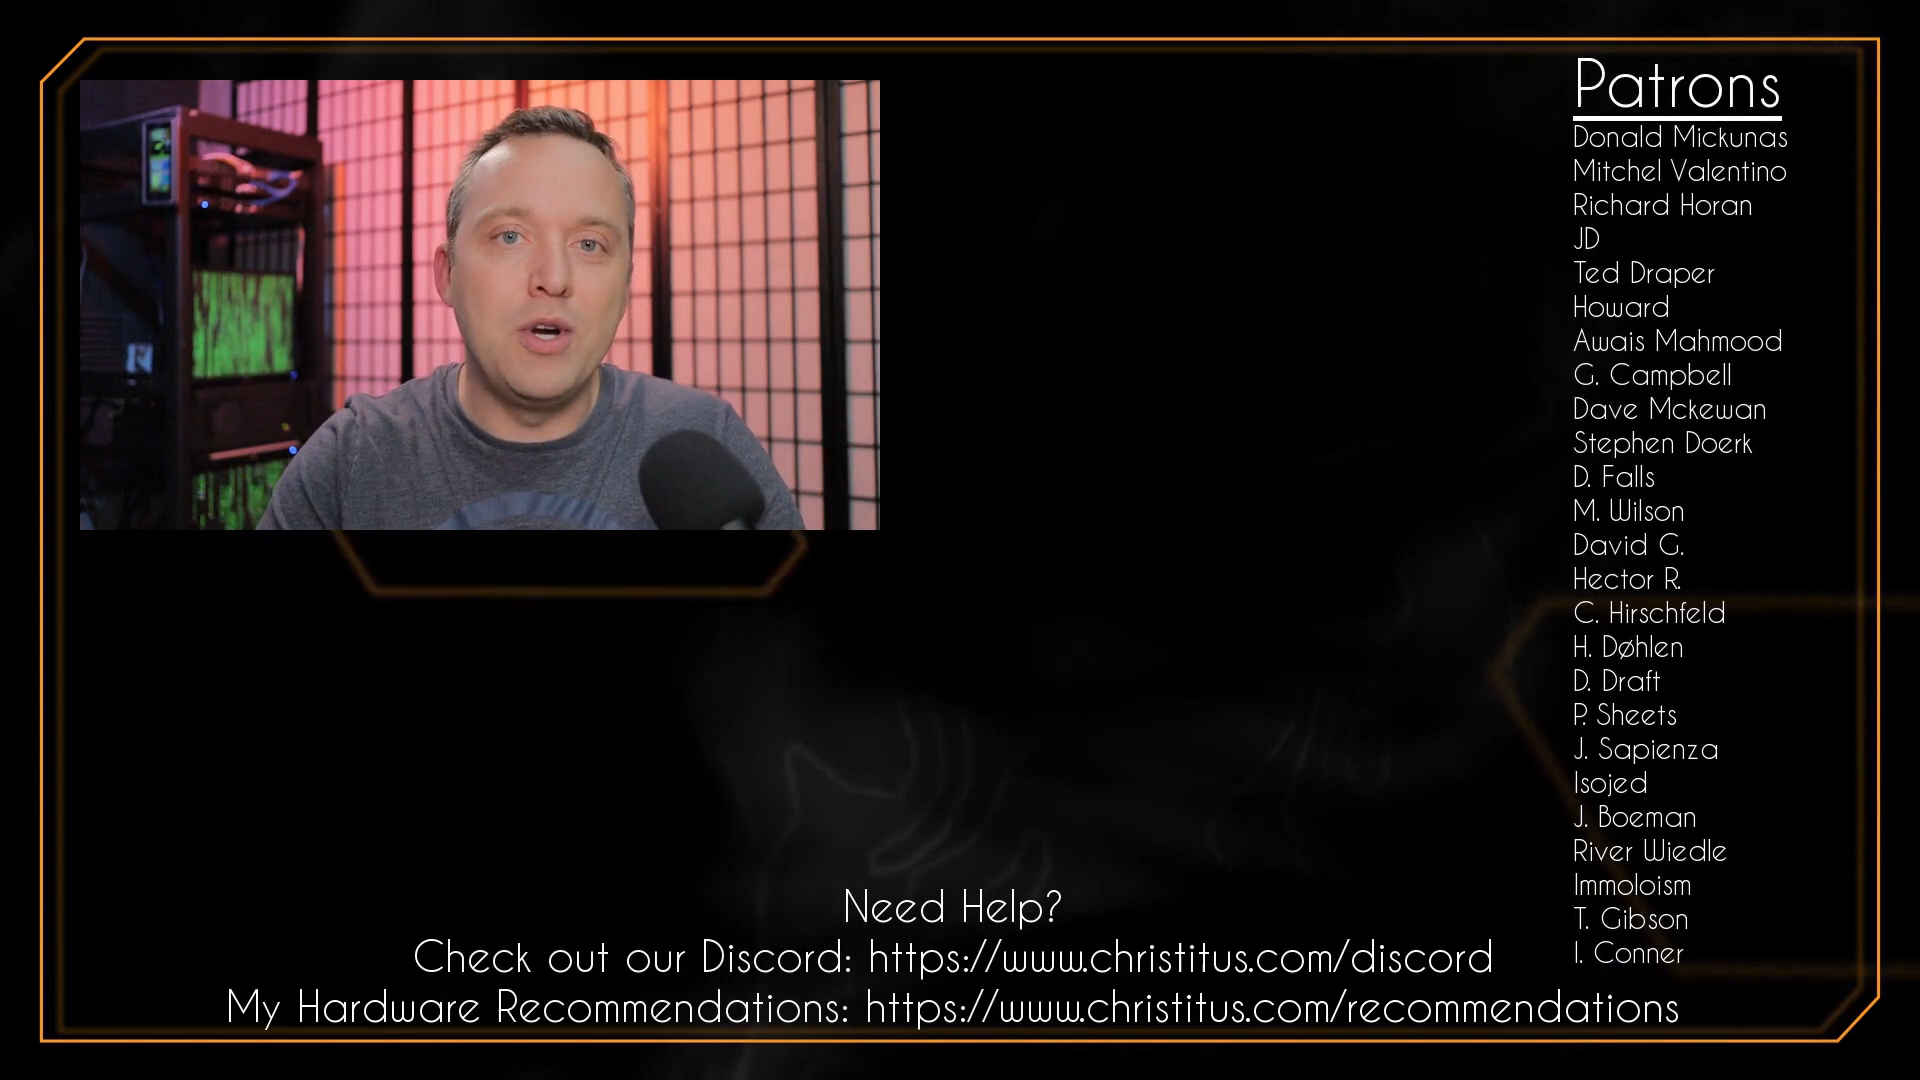 Patrons
Donald Mickunas
Mitchel Valentino
Richard Horan
JD
Ted Draper
Howard
Awais Mahmood
G. Campbell
Dave Mckewan
Stephen Doerk
D. Falls
M. Wilson
David G.
Hector R.
C. Hirschfeld
H. Døhlen
D. Draft
P. Sheets
J. Sapienza
Isojed
J. Boeman
River Wiedle
Immoloism
T. Gibson
I. Conner
Need Help?
Check out our Discord: https://www.christitus.com/discord
My Hardware Recommendations: https://www.christitus.com/recommendations